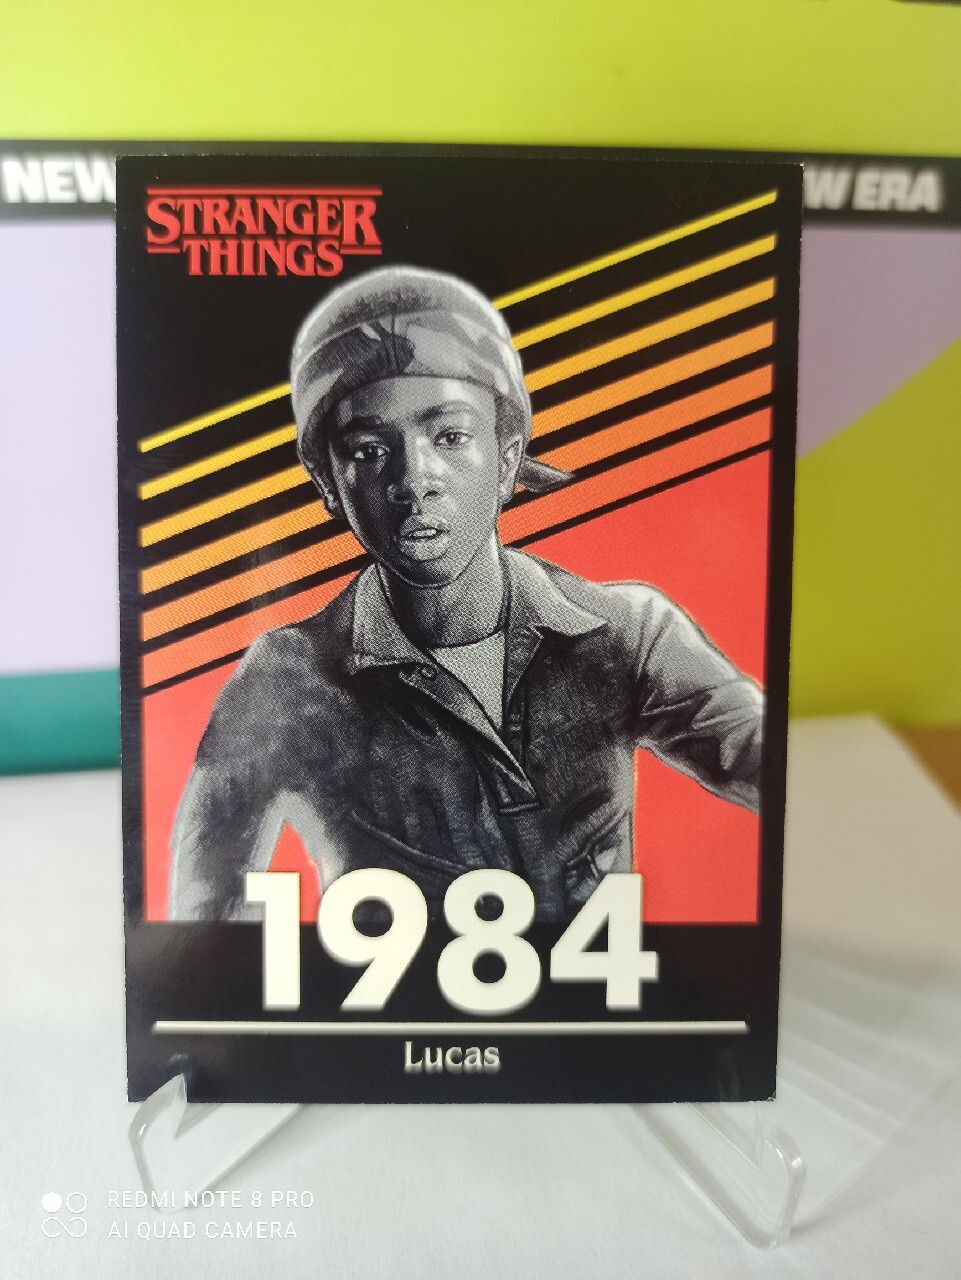 NEW
W ERA
STRANGER
THINGS
1984
Lucas
REDMI NOTE 8 PRO
AI QUAD CAMERA